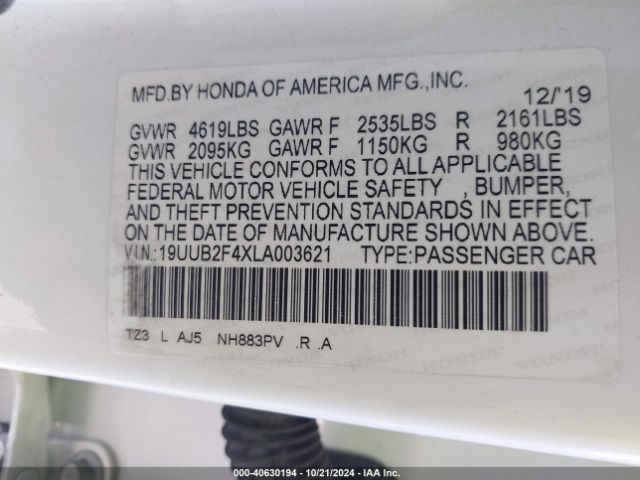 MFD.BY HONDA OF AMERICA MFG.,INC.
12/'19
GVWR 4619LBS GAWR F 2535LBS R 2161LBS
GVWR 2095KG GAWR F 1150KG R 980KG
THIS VEHICLE CONFORMS TO ALL APPLICABLE
FEDERAL MOTOR VEHICLE SAFETY , BUMPER,
AND THEFT PREVENTION STANDARDS IN EFFECT
ON THE DATE OF MANUFACTURE SHOWN ABOVE.
V.I.N.:19UUB2F4XLA003621 TYPE:PASSENGER CAR
TZ3 L AJ5 NH883PV .R .A
HONDA HONDA
000-40630194 - 10/21/2024 - IAA Inc.